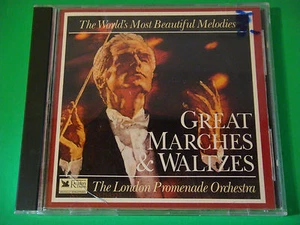 The World's Most Beautiful Melodies
GREAT
MARCHES
& WALTZES
The London Promenade Orchestra